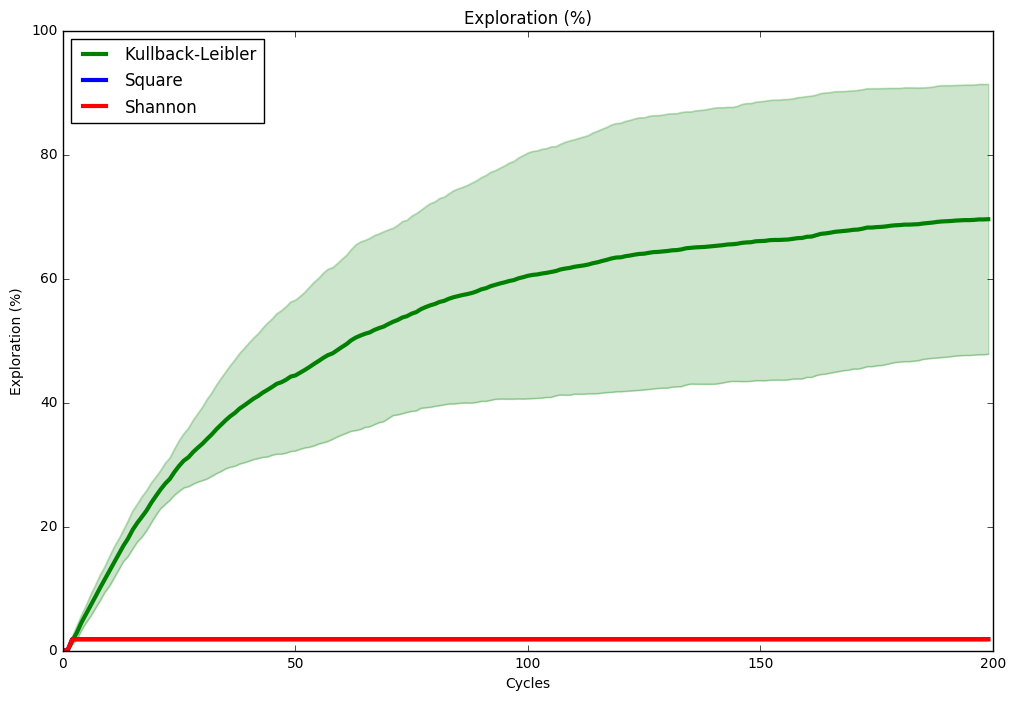 Exploration (%)
Kullback-Leibler
Square
Shannon
100
80
60
40
20
0
Exploration (%)
0 50 100 150 200
Cycles